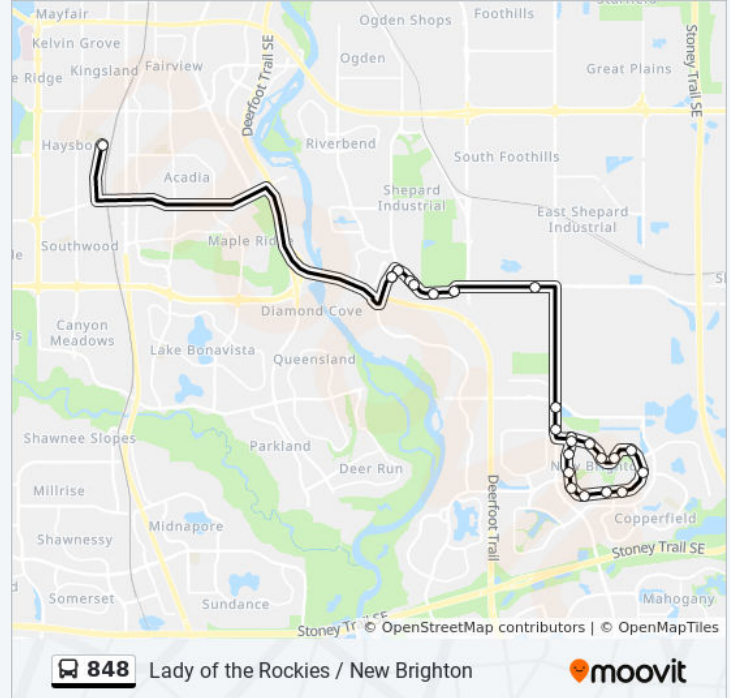 Mayfair
Ogden Shops
Foothills
Kelvin Grove
Ogden
e Ridge
Kingsland
Fairview
Great Plains
Deerfoot Trail SE
Stoney Trail SE
Riverbend
South Foothills
Acadia
Shepard
Industrial
East Shepard
Industrial
Southwood
Maple Ri
Diamond Cove
Canyon
Meadows
Lake Bonavista
Queensland
Shawnee Slopes
Parkland
Deer Run
Millrise
Deerfoot Trail
Copperfield
Midnapore
Shawnessy
Stoney Trail SE
Somerset
Sundance
Mahogany
© OpenStreetMap contributors | © OpenMapTiles
848 Lady of the Rockies / New Brighton
moovit